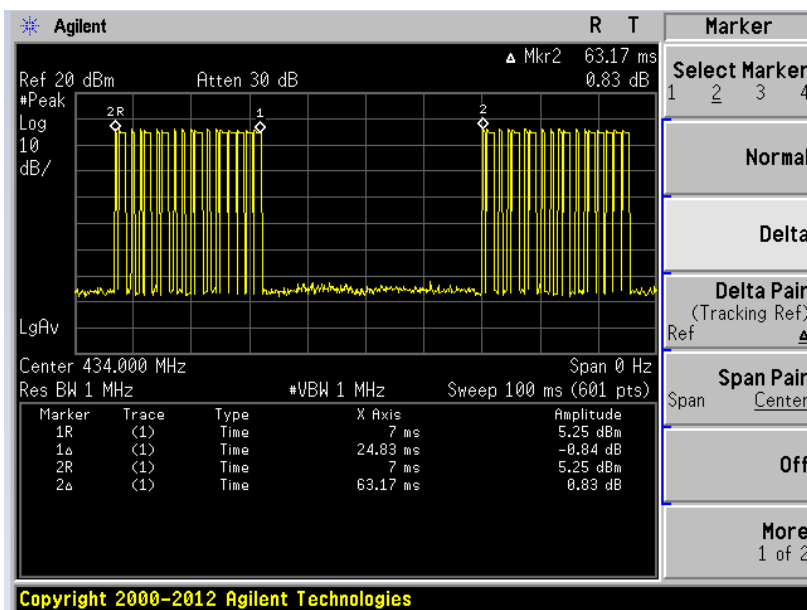 Agilent R T
Δ Mkr2 63.17 ms
Ref 20 dBm Atten 30 dB 0.83 dB
#Peak
Log
10
dB/
2R 1 2
LgAv
Center 434.000 MHz Span 0 Hz
Res BW 1 MHz #VBW 1 MHz Sweep 100 ms (601 pts)
Marker Trace Type X Axis Amplitude
1R (1) Time 7 ms 5.25 dBm
1Δ (1) Time 24.83 ms -0.84 dB
2R (1) Time 7 ms 5.25 dBm
2Δ (1) Time 63.17 ms 0.83 dB
Copyright 2000-2012 Agilent Technologies
Marker
Select Marker
1 2 3 4
Normal
Delta
Delta Pair
(Tracking Ref)
Ref Δ
Span Pair
Span Center
Off
More
1 of 2